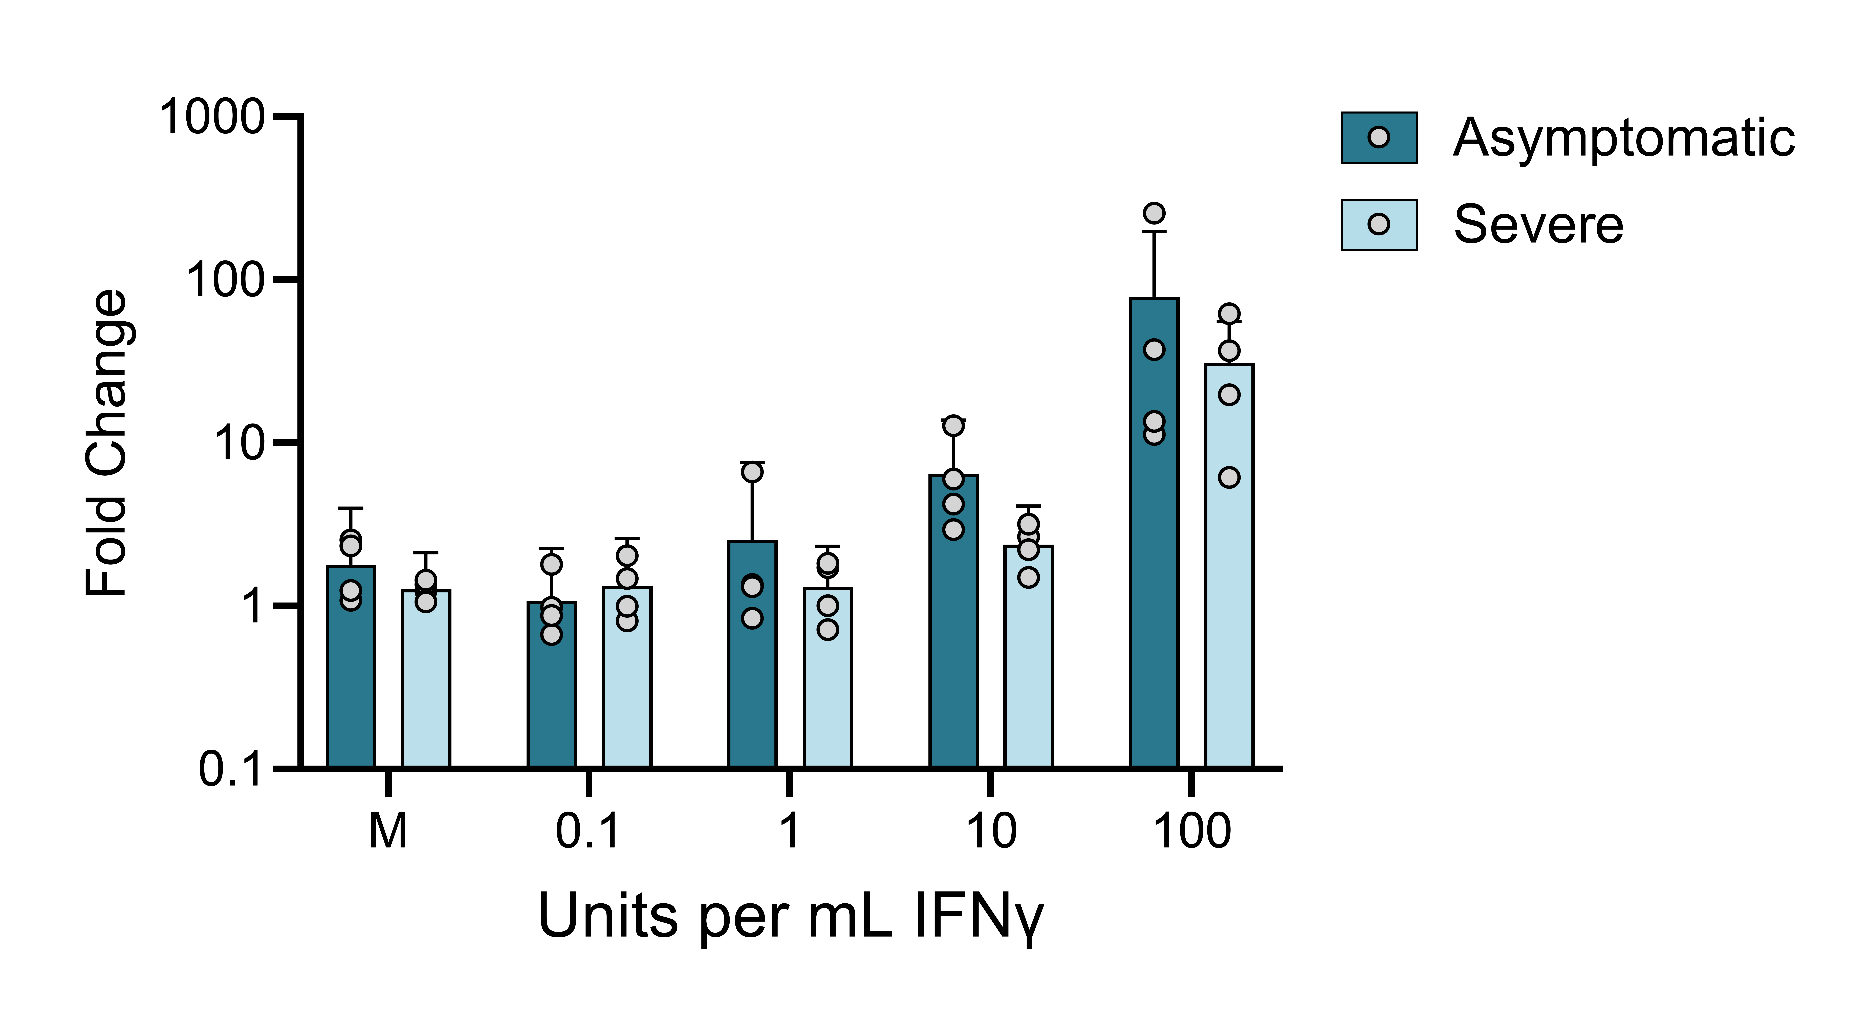 1000
100
10
1
0.1
Fold Change
M
0.1
1
10
100
Units per mL IFNγ
Asymptomatic
Severe